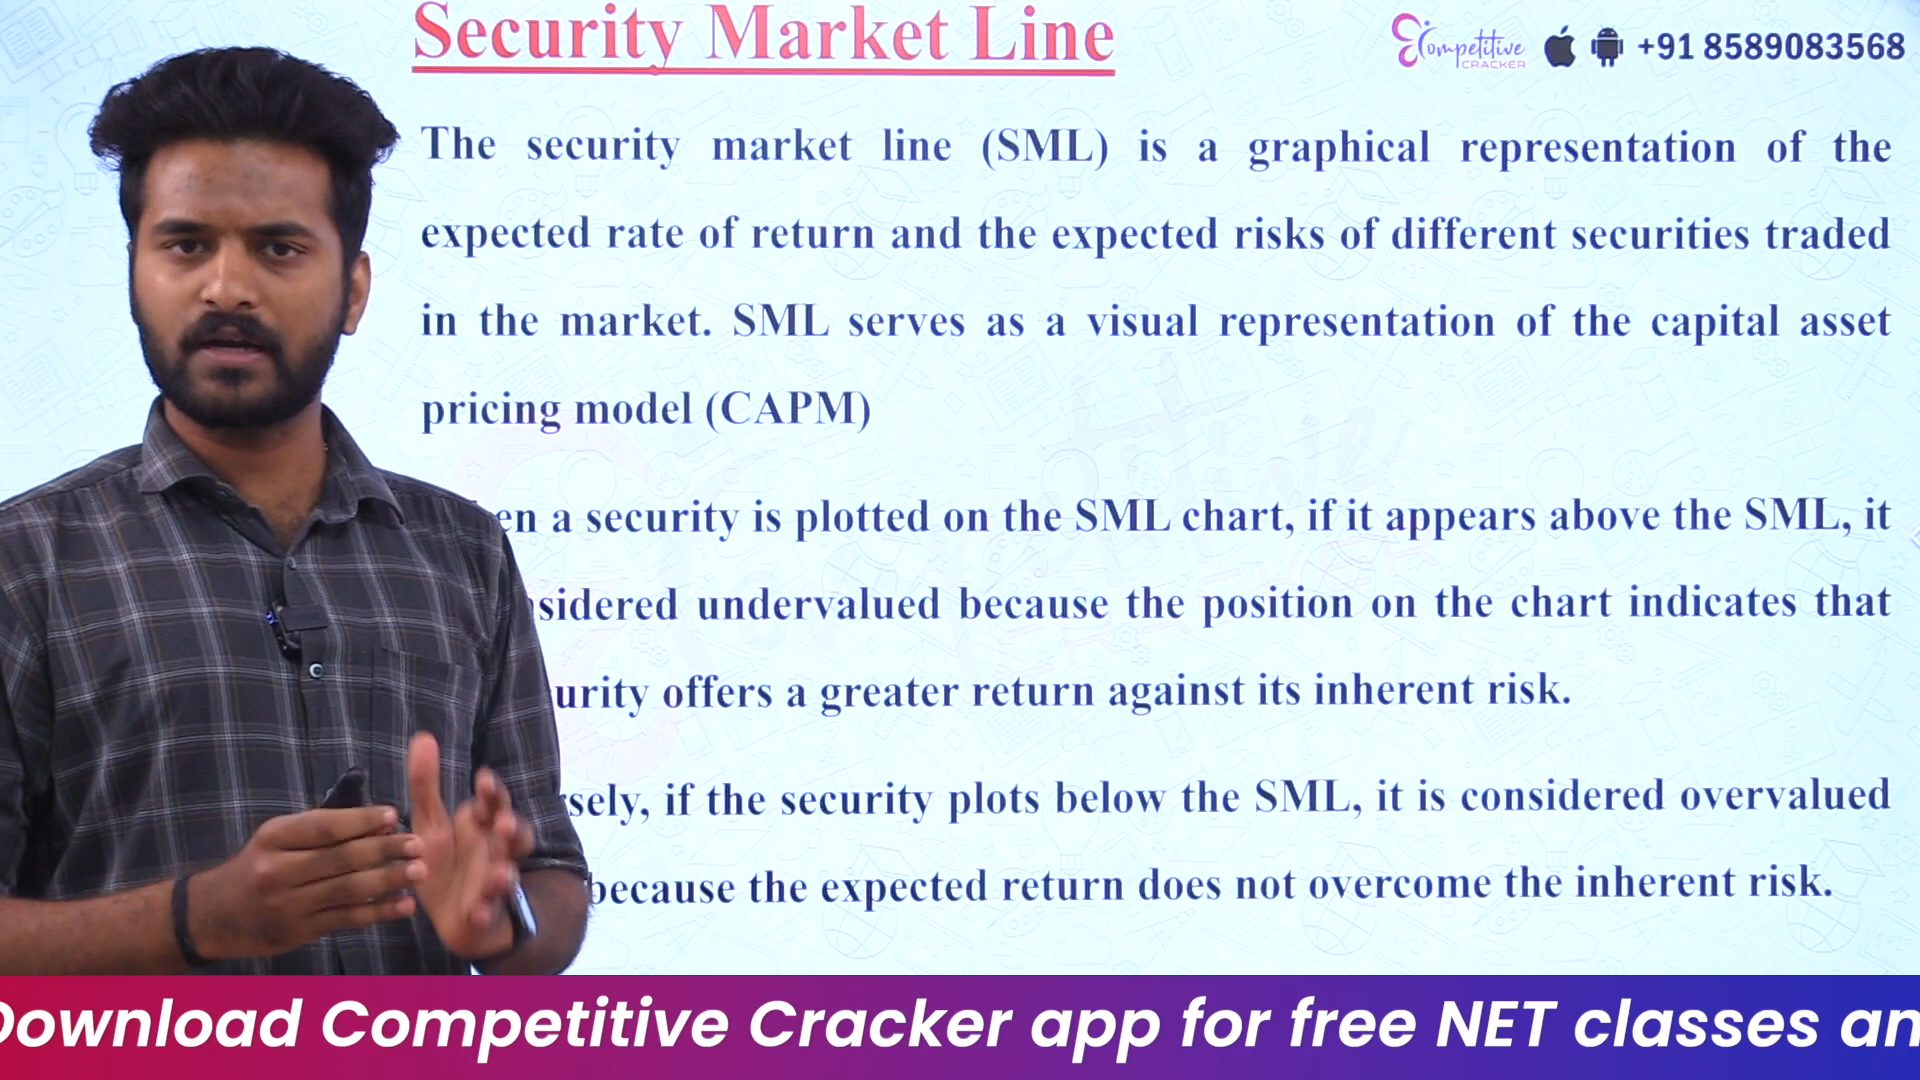 Security Market Line
Competitive
CRACKER
+91 8589083568
The security market line (SML) is a graphical representation of the
expected rate of return and the expected risks of different securities traded
in the market. SML serves as a visual representation of the capital asset
pricing model (CAPM)
a security is plotted on the SML chart, if it appears above the SML, it
undervalued because the position on the chart indicates that
offers a greater return against its inherent risk.
if the security plots below the SML, it is considered overvalued
because the expected return does not overcome the inherent risk.
Download Competitive Cracker app for free NET classes an